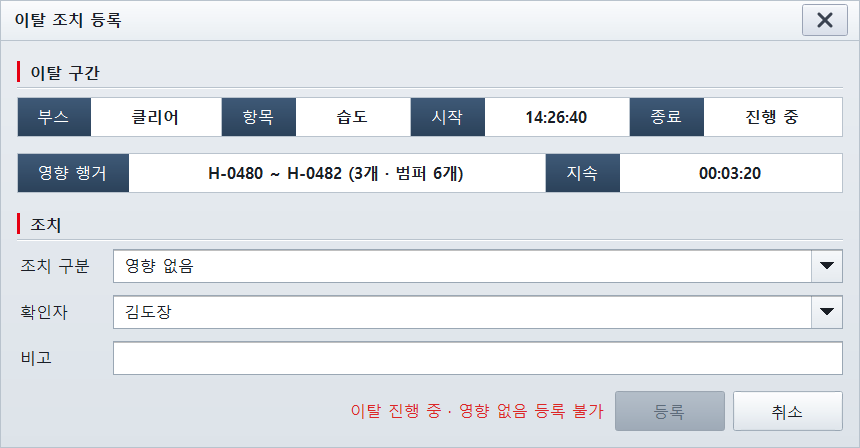 이탈 조치 등록
이탈 구간
부스 클리어 항목 습도 시작 14:26:40 종료 진행 중
영향 행거 H-0480 ~ H-0482 (3개 · 범퍼 6개) 지속 00:03:20
조치
조치 구분 영향 없음
확인자 김도장
비고
이탈 진행 중 · 영향 없음 등록 불가 등록 취소